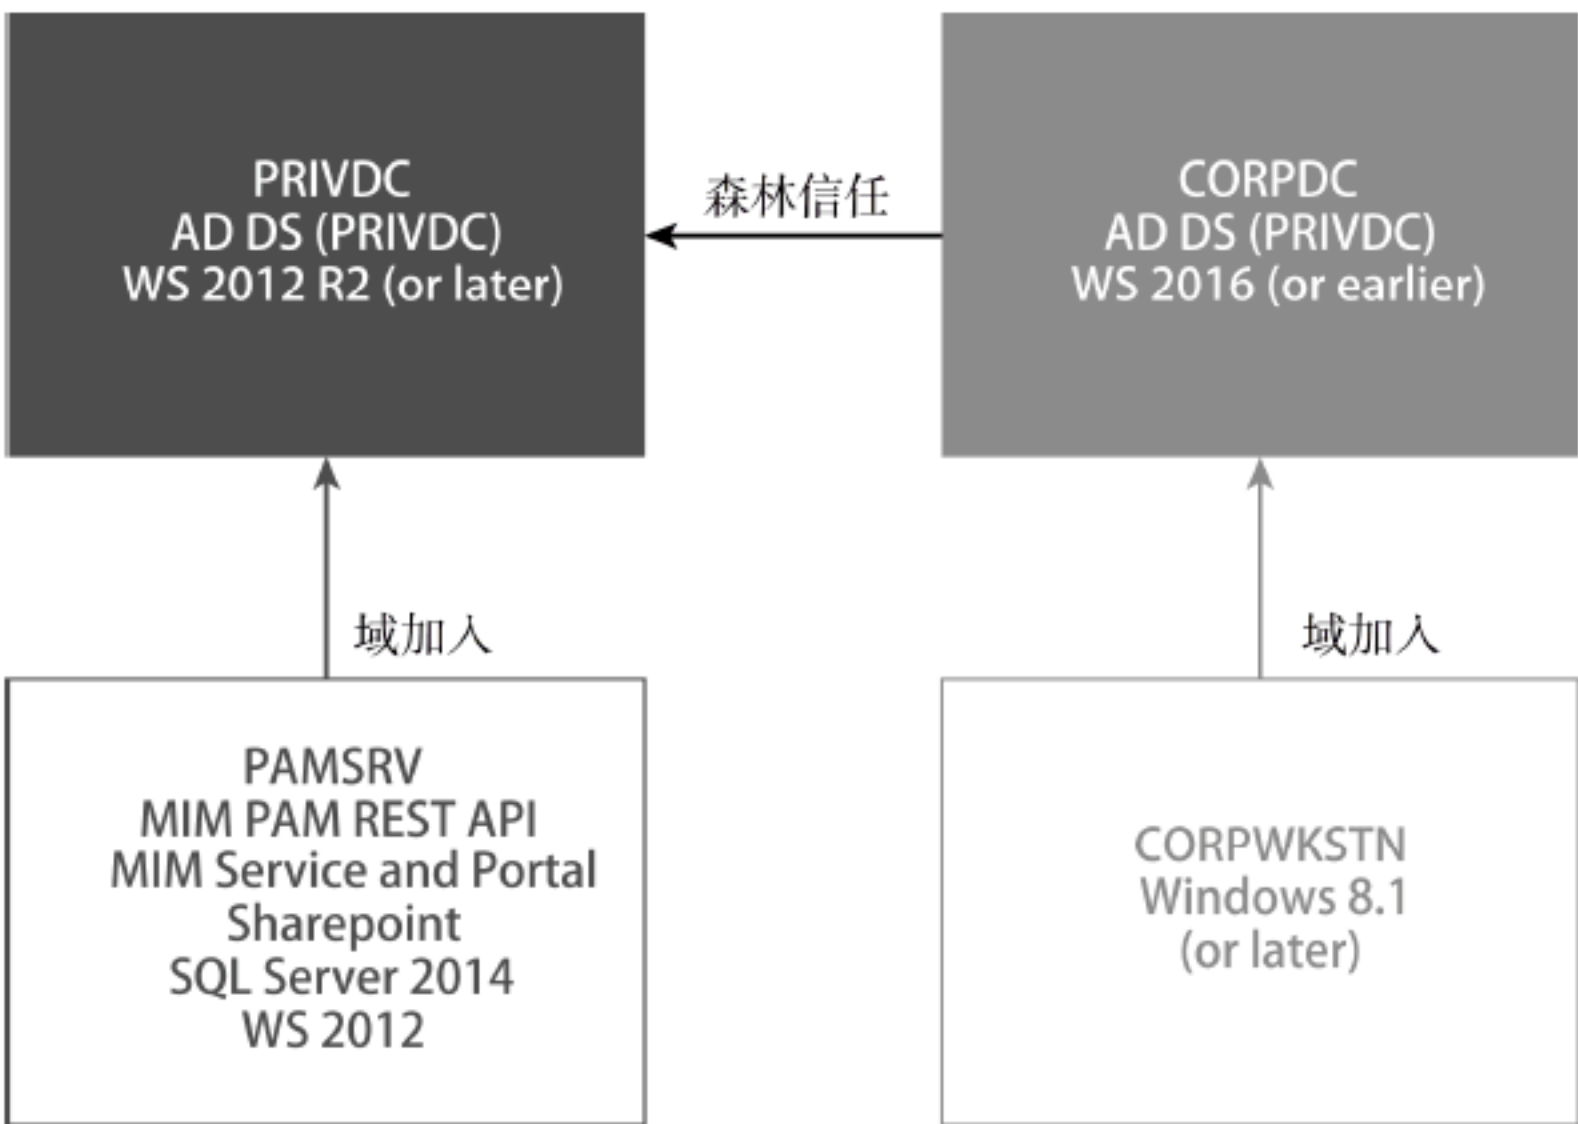 PRIVDC
AD DS (PRIVDC)
WS 2012 R2 (or later)
森林信任
CORPDC
AD DS (PRIVDC)
WS 2016 (or earlier)
域加入
域加入
PAMSRV
MIM PAM REST API
MIM Service and Portal
Sharepoint
SQL Server 2014
WS 2012
CORPWKSTN
Windows 8.1
(or later)